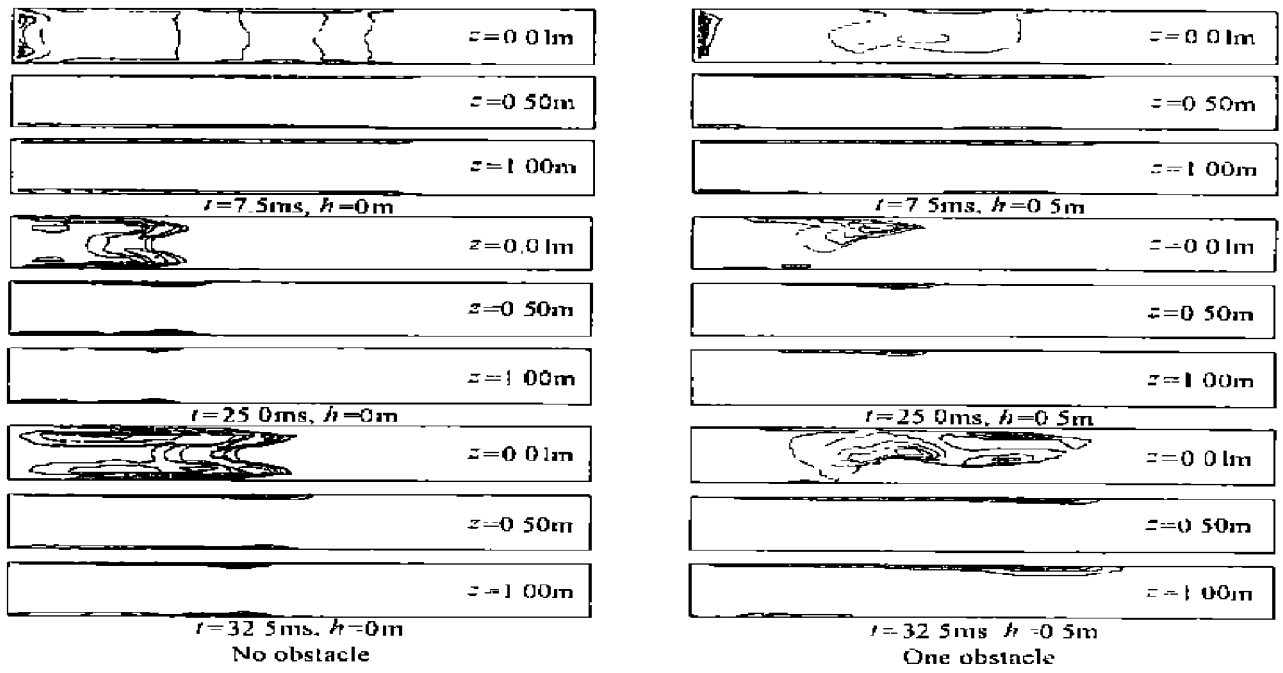 z=0.01m
z=0 50m
z=1 00m
t=7.5ms, h=0m
z=0.01m
z=0 50m
z=1 00m
t=25 0ms, h=0m
z=0 01m
z=0 50m
z=1 00m
t=32 5ms, h=0m
No obstacle
z=0 01m
z=0 50m
z=1 00m
t=7 5ms, h=0 5m
z=0.01m
z=0 50m
z=1 00m
t=25 0ms, h=0 5m
z=0 01m
z=0 50m
z=1 00m
t=32 5ms h=0 5m
One obstacle